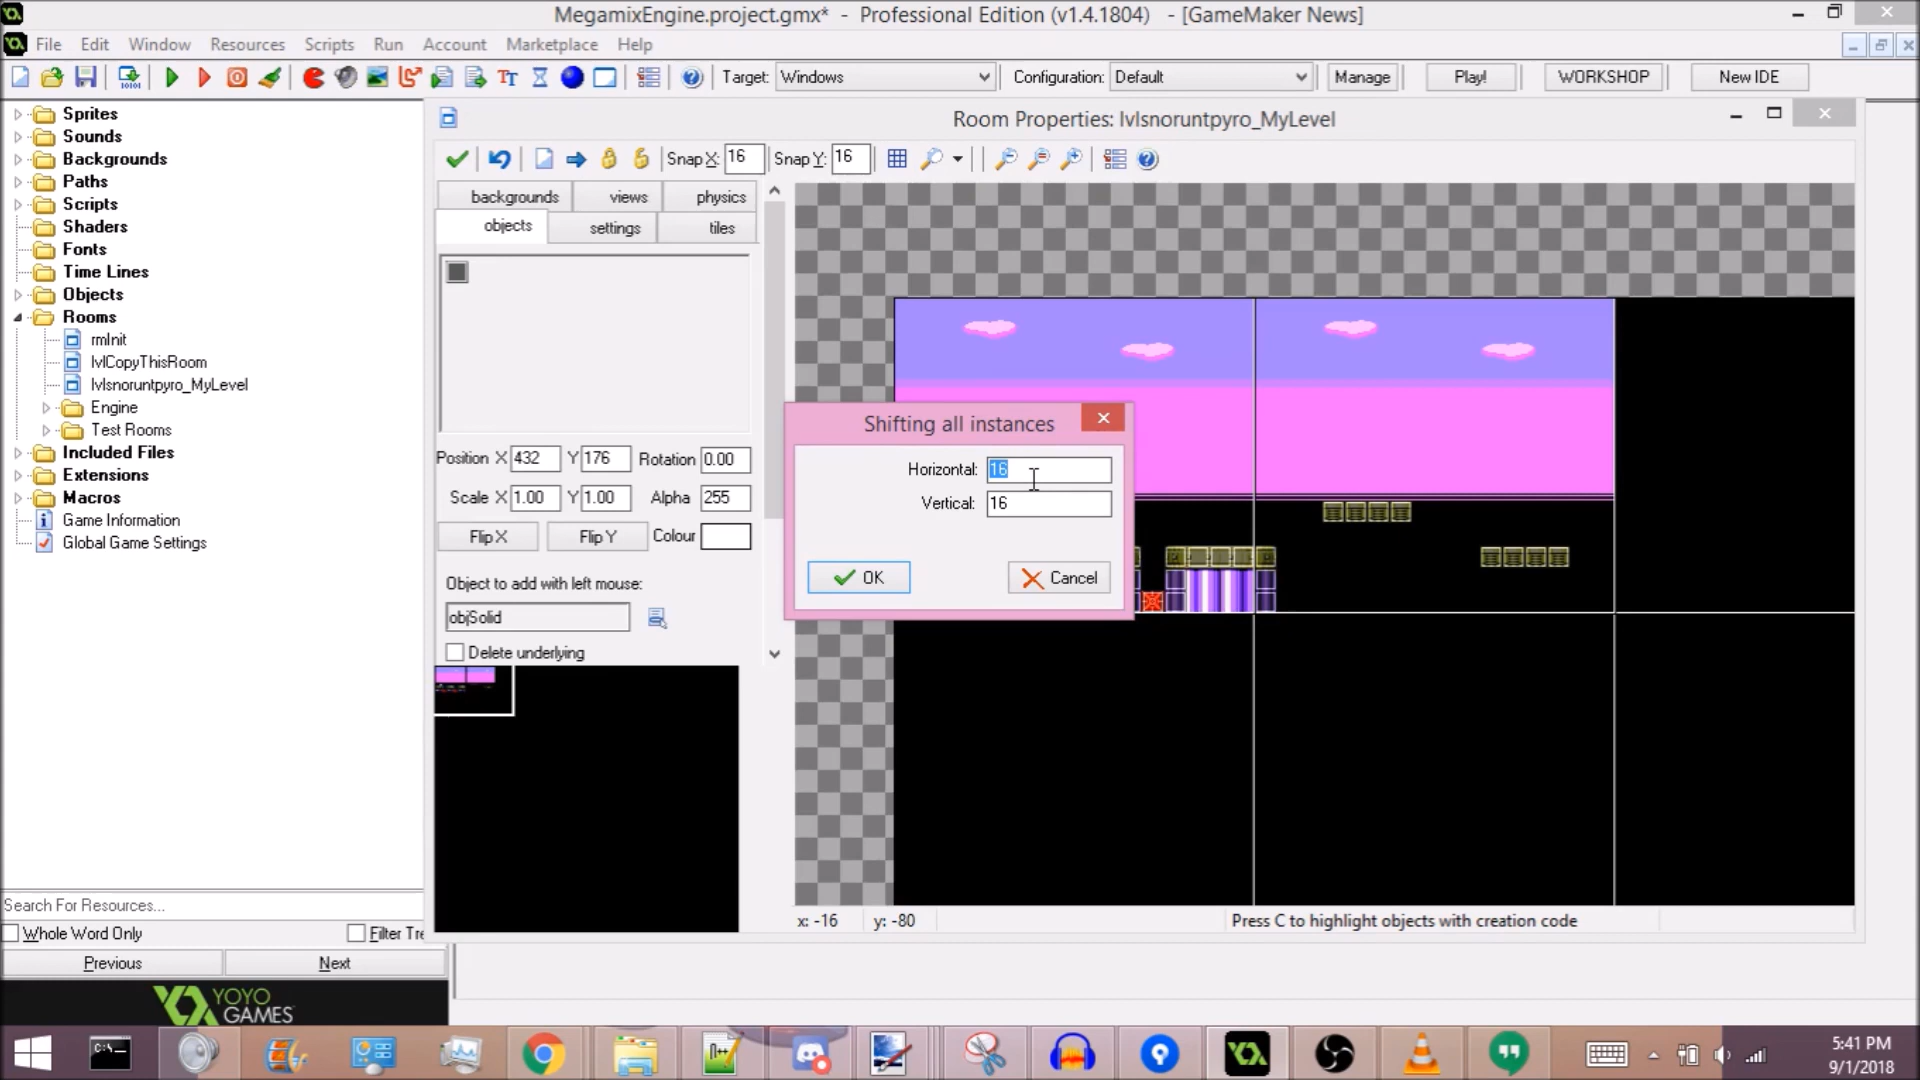 MegamixEngine.project.gmx* - Professional Edition (v1.4.1804) - [GameMaker News]
File Edit Window Resources Scripts Run Account Marketplace Help
Target: Windows Configuration: Default Manage Play! WORKSHOP New IDE
Sprites
Sounds
Backgrounds
Paths
Scripts
Shaders
Fonts
Time Lines
Objects
Rooms
rmInit
lvlCopyThisRoom
lvlsnoruntpyro_MyLevel
Engine
Test Rooms
Included Files
Extensions
Macros
Game Information
Global Game Settings
Search For Resources...
Whole Word Only Filter Tre
Previous Next
YOYO
GAMES
Room Properties: lvlsnoruntpyro_MyLevel
Snap X: 16 Snap Y: 16
backgrounds views physics
objects settings tiles
Position X 432 Y 176 Rotation 0.00
Scale X 1.00 Y 1.00 Alpha 255
Flip X Flip Y Colour
Object to add with left mouse:
objSolid
Delete underlying
Shifting all instances
Horizontal: 16
Vertical: 16
OK Cancel
x: -16 y: -80 Press C to highlight objects with creation code
5:41 PM
9/1/2018